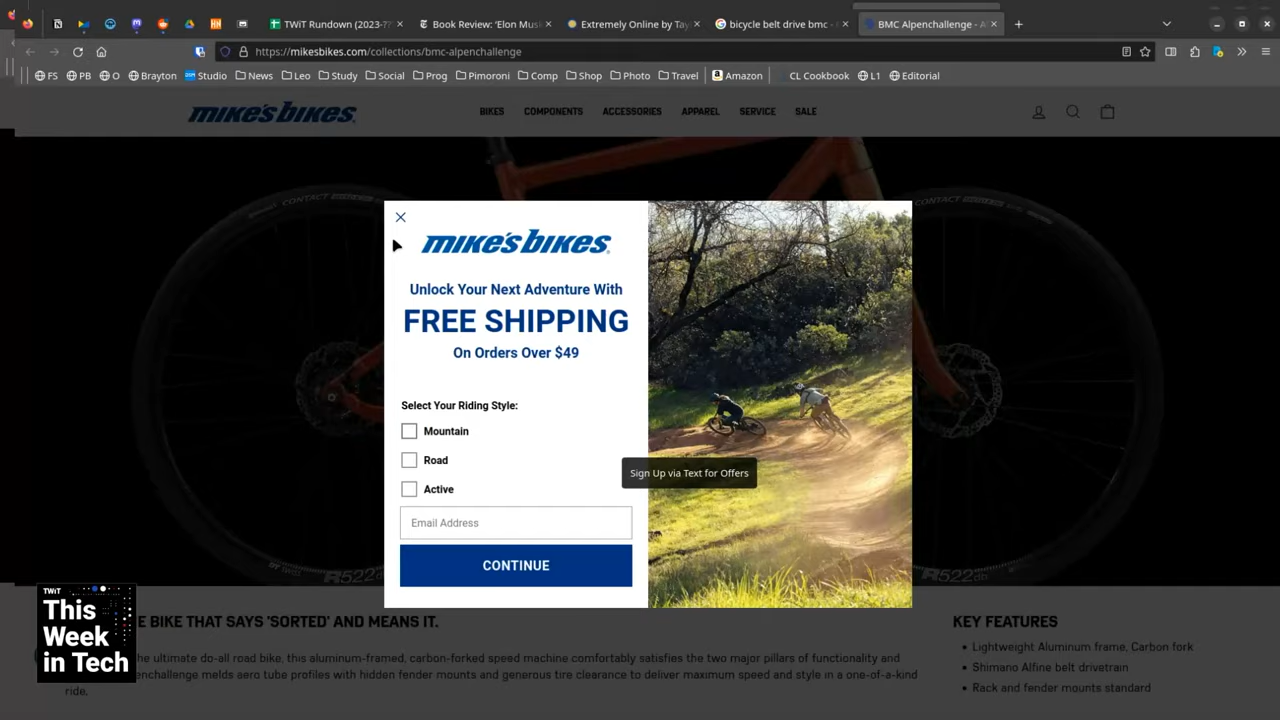 TWiT Rundown (2023-??
Book Review: 'Elon Musk
Extremely Online by Tay
bicycle belt drive bmc -
BMC Alpenchallenge -
https://mikesbikes.com/collections/bmc-alpenchallenge
FS PB O Brayton Studio News Leo Study Social Prog Pimoroni Comp Shop Photo Travel Amazon CL Cookbook L1 Editorial
mike's bikes
BIKES COMPONENTS ACCESSORIES APPAREL SERVICE SALE
mike's bikes
Unlock Your Next Adventure With
FREE SHIPPING
On Orders Over $49
Select Your Riding Style:
Mountain
Road
Active
Email Address
CONTINUE
Sign Up via Text for Offers
R522db
R522db
E BIKE THAT SAYS 'SORTED' AND MEANS IT.
he ultimate do-all road bike, this aluminum-framed, carbon-forked speed machine comfortably satisfies the two major pillars of functionality and
enchallenge melds aero tube profiles with hidden fender mounts and generous tire clearance to deliver maximum speed and style in a one-of-a-kind
ride.
KEY FEATURES
Lightweight Aluminum frame, Carbon fork
Shimano Alfine belt drivetrain
Rack and fender mounts standard
TWiT
This
Week
in Tech